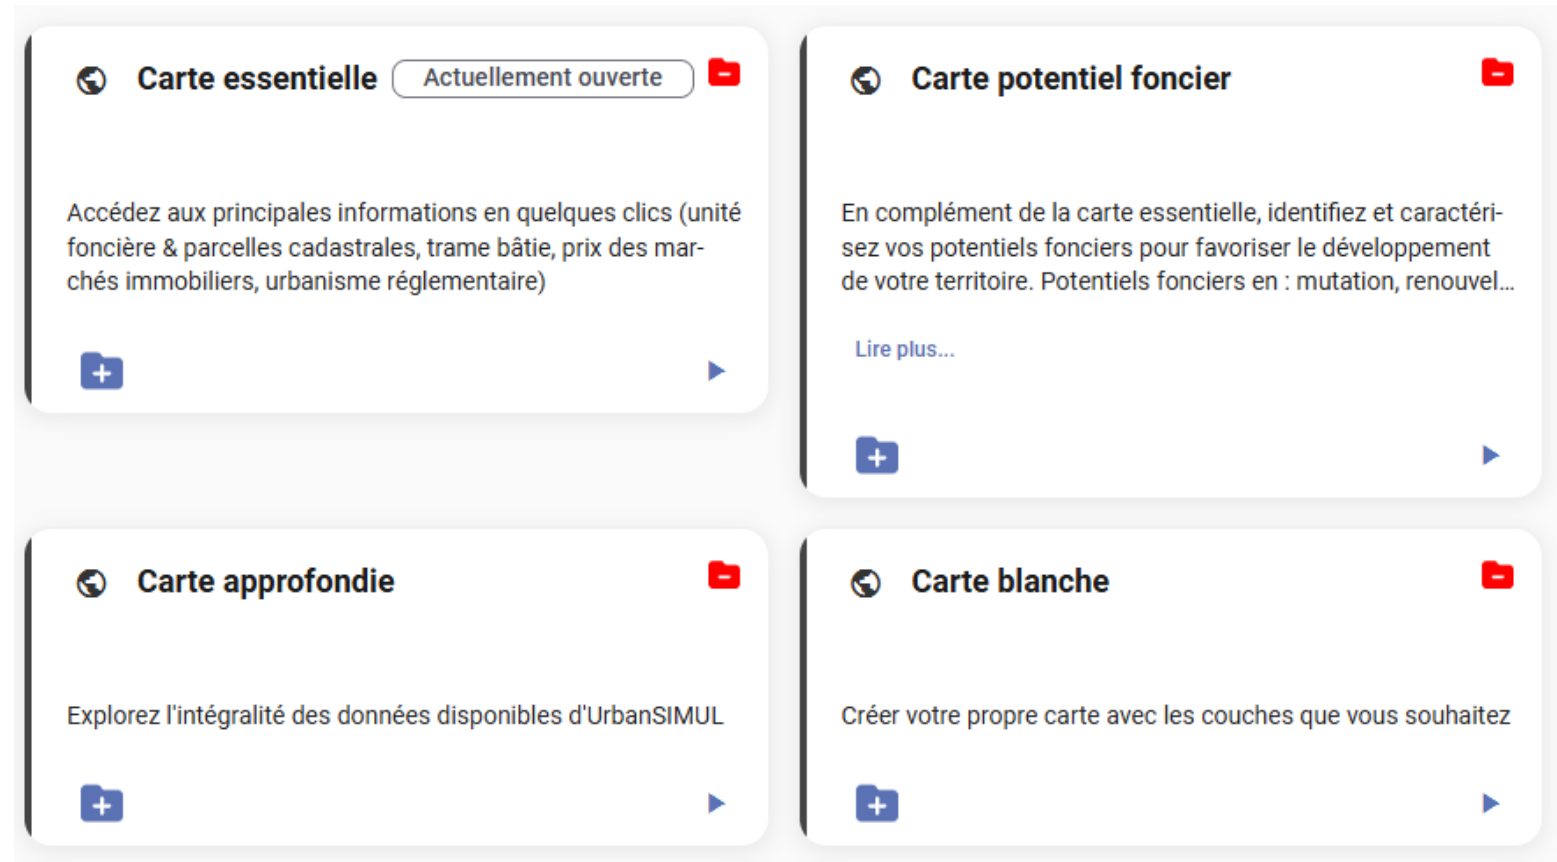 Carte essentielle
Actuellement ouverte
Accédez aux principales informations en quelques clics (unité
foncière & parcelles cadastrales, trame bâtie, prix des mar-
chés immobiliers, urbanisme réglementaire)
Carte potentiel foncier
En complément de la carte essentielle, identifiez et caractéri-
sez vos potentiels fonciers pour favoriser le développement
de votre territoire. Potentiels fonciers en : mutation, renouvel...
Lire plus...
Carte approfondie
Explorez l'intégralité des données disponibles d'UrbanSIMUL
Carte blanche
Créer votre propre carte avec les couches que vous souhaitez